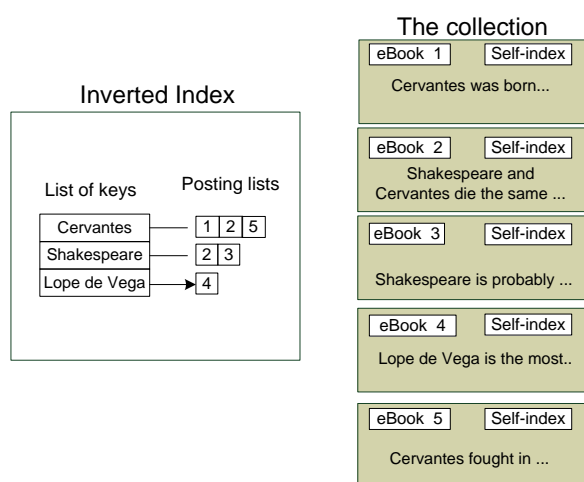 Inverted Index
List of keys
Posting lists
Cervantes
1 2 5
Shakespeare
2 3
Lope de Vega
4
The collection
eBook 1
Self-index
Cervantes was born...
eBook 2
Self-index
Shakespeare and
Cervantes die the same ...
eBook 3
Self-index
Shakespeare is probably ...
eBook 4
Self-index
Lope de Vega is the most..
eBook 5
Self-index
Cervantes fought in ...